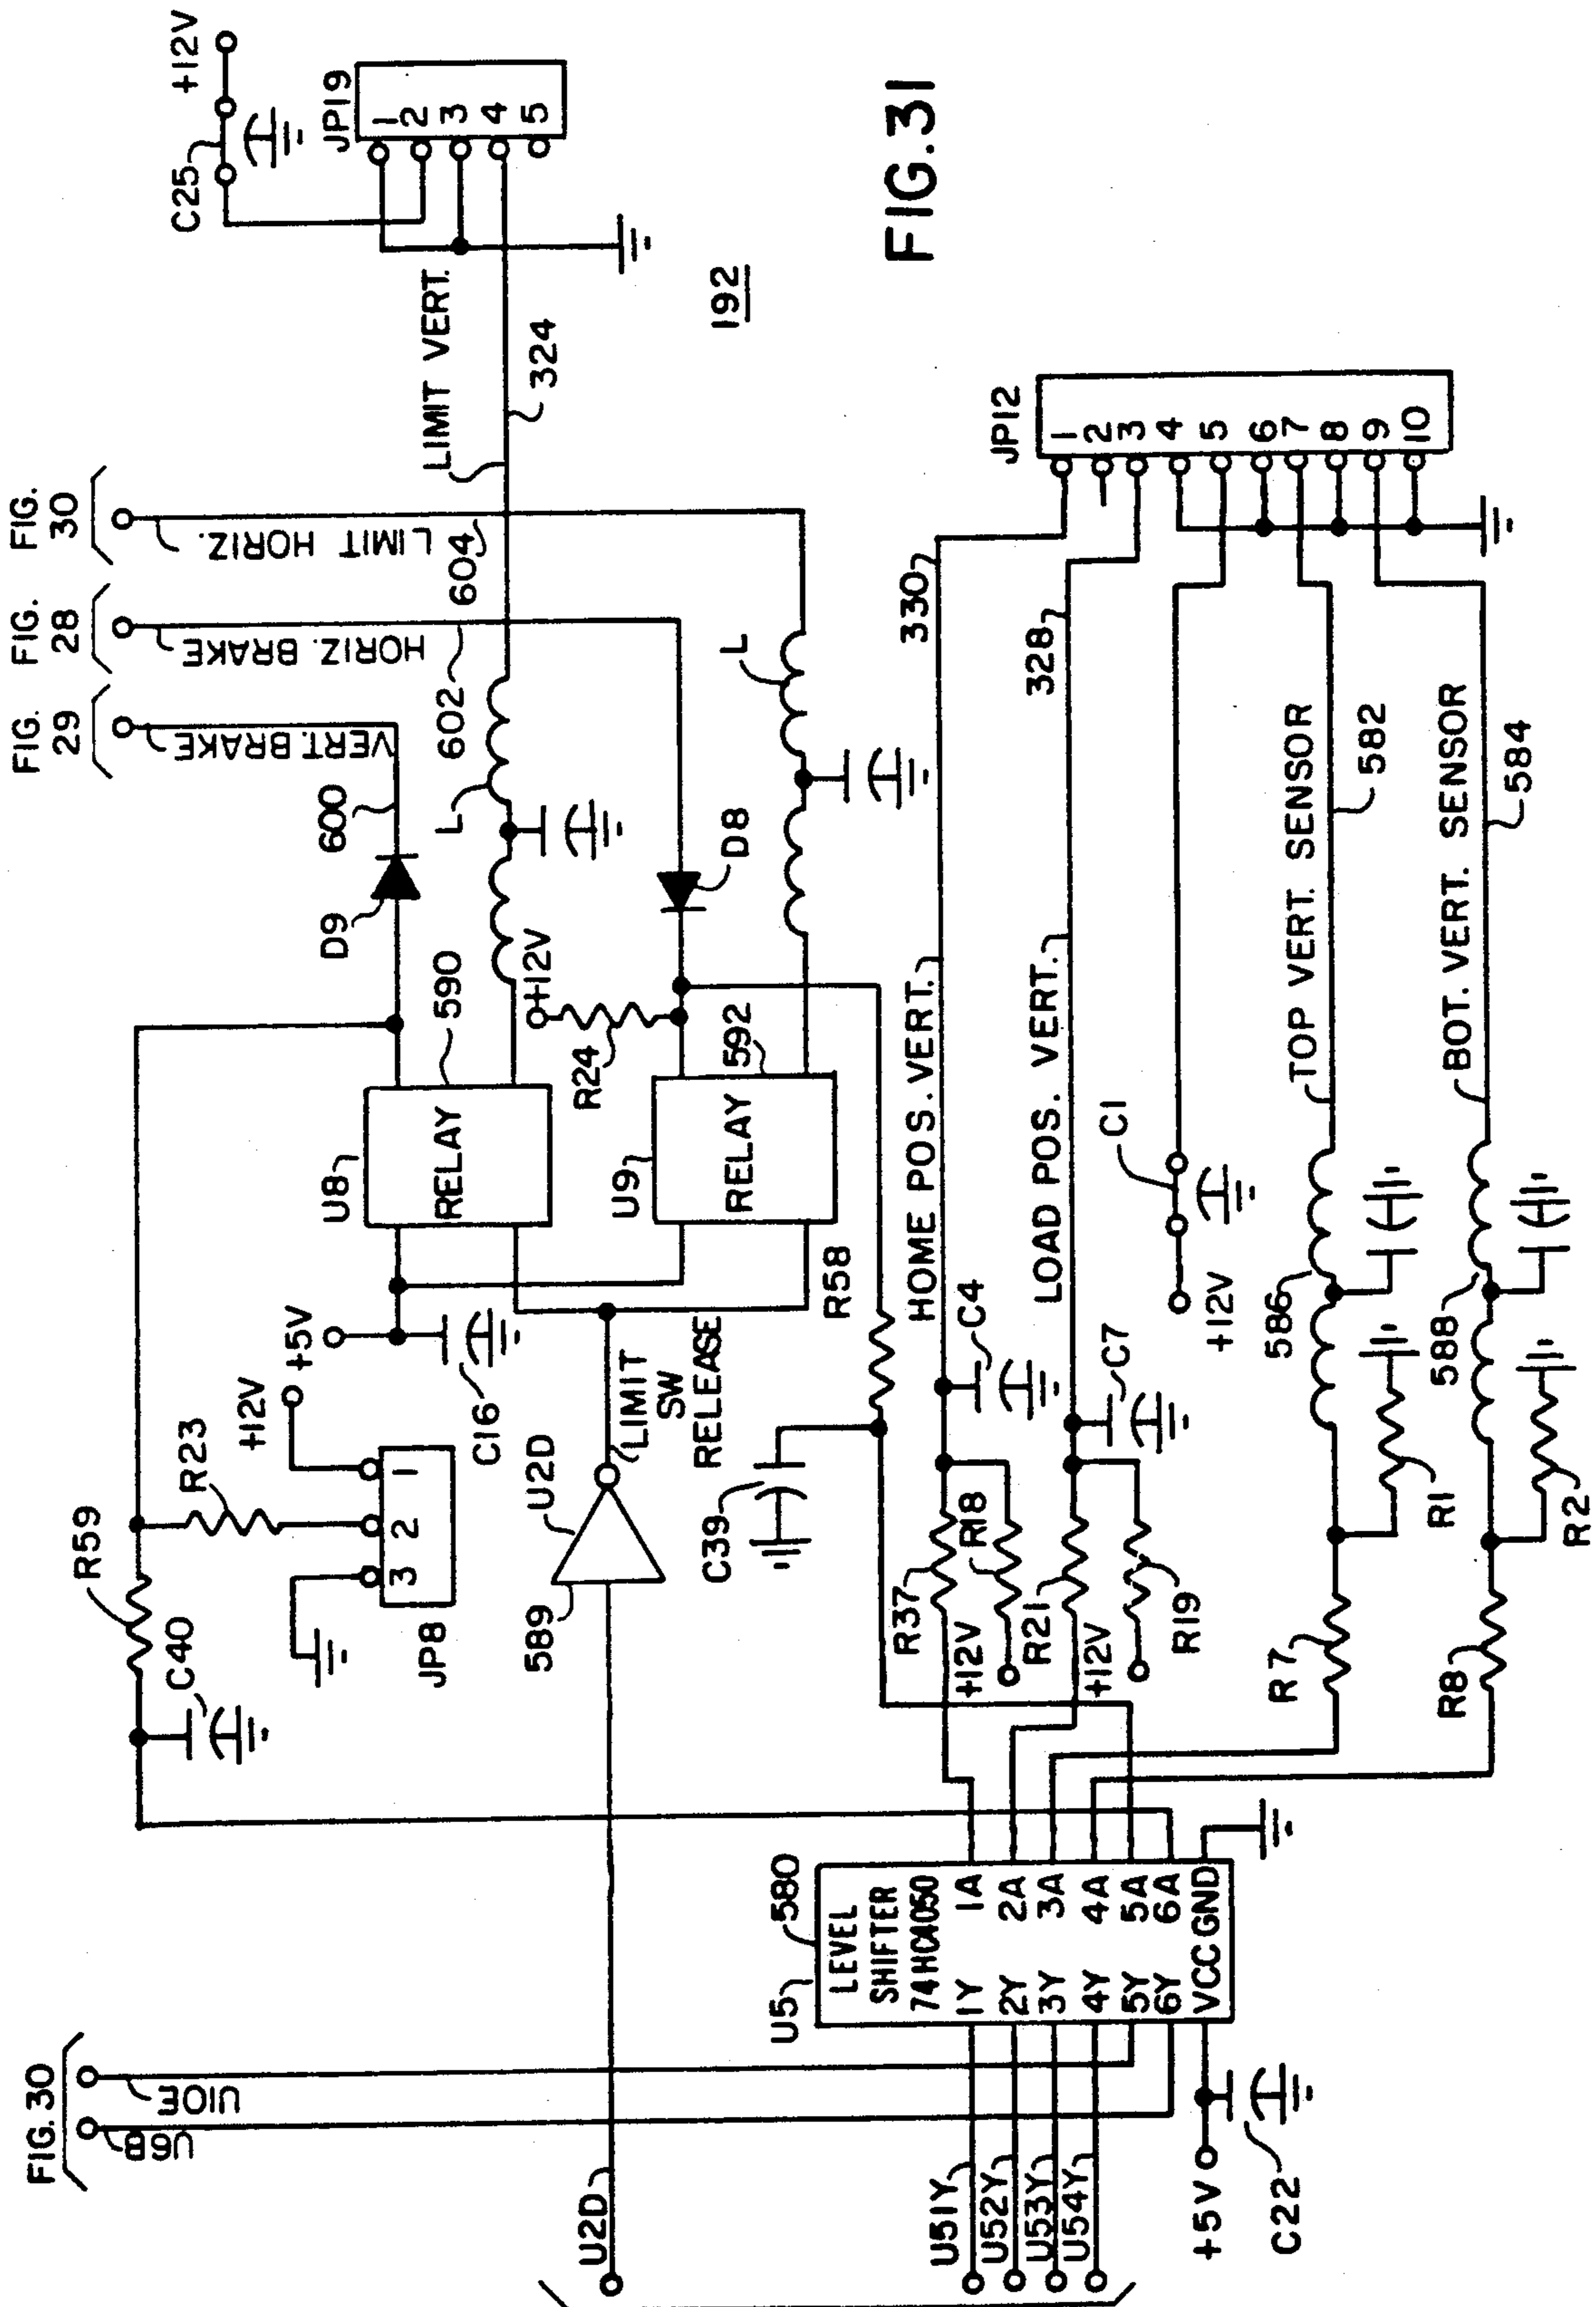 FIG. 30
U6B
U10E
FIG. 29
VERT. BRAKE
FIG. 28
HORIZ. BRAKE
FIG. 30
LIMIT HORIZ.
+12V
C25
JP19
1
2
3
4
5
LIMIT VERT.
324
604
602
600
L
D9
590
U8
RELAY
+12V
R24
D8
L
592
U9
RELAY
R59
C40
R23
+12V
+5V
C16
JP8
3 2 1
U2D
589
U2D
LIMIT
SW
RELEASE
C39
R58
192
FIG.31
U5
580
LEVEL
SHIFTER
74HC4050
1Y 1A
2Y 2A
3Y 3A
4Y 4A
5Y 5A
6Y 6A
VCC GND
U51Y
U52Y
U53Y
U54Y
+5V
C22
R37
+12V
R18
C4
HOME POS. VERT.
330
R21
+12V
R19
C7
LOAD POS. VERT.
328
+12V
C1
JP12
1
2
3
4
5
6
7
8
9
10
R7
R1
586
TOP VERT. SENSOR
582
R8
R2
588
BOT. VERT. SENSOR
584